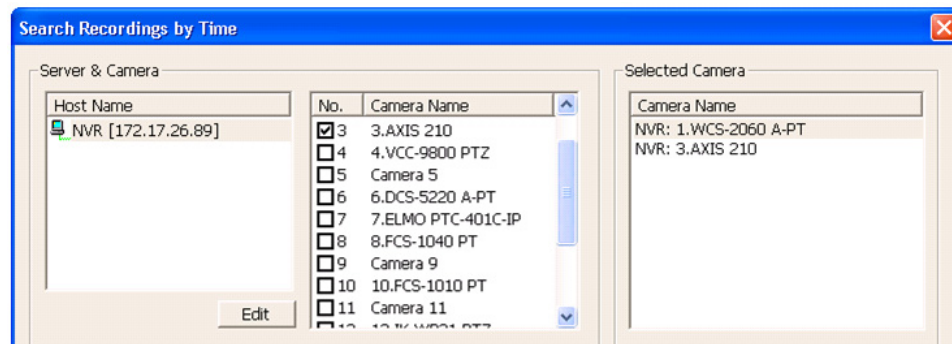 Search Recordings by Time
Server & Camera
Host Name
NVR [172.17.26.89]
Edit
No. Camera Name
3 3.AXIS 210
4 4.VCC-9800 PTZ
5 Camera 5
6 6.DCS-5220 A-PT
7 7.ELMO PTC-401C-IP
8 8.FCS-1040 PT
9 Camera 9
10 10.FCS-1010 PT
11 Camera 11
Selected Camera
Camera Name
NVR: 1.WCS-2060 A-PT
NVR: 3.AXIS 210